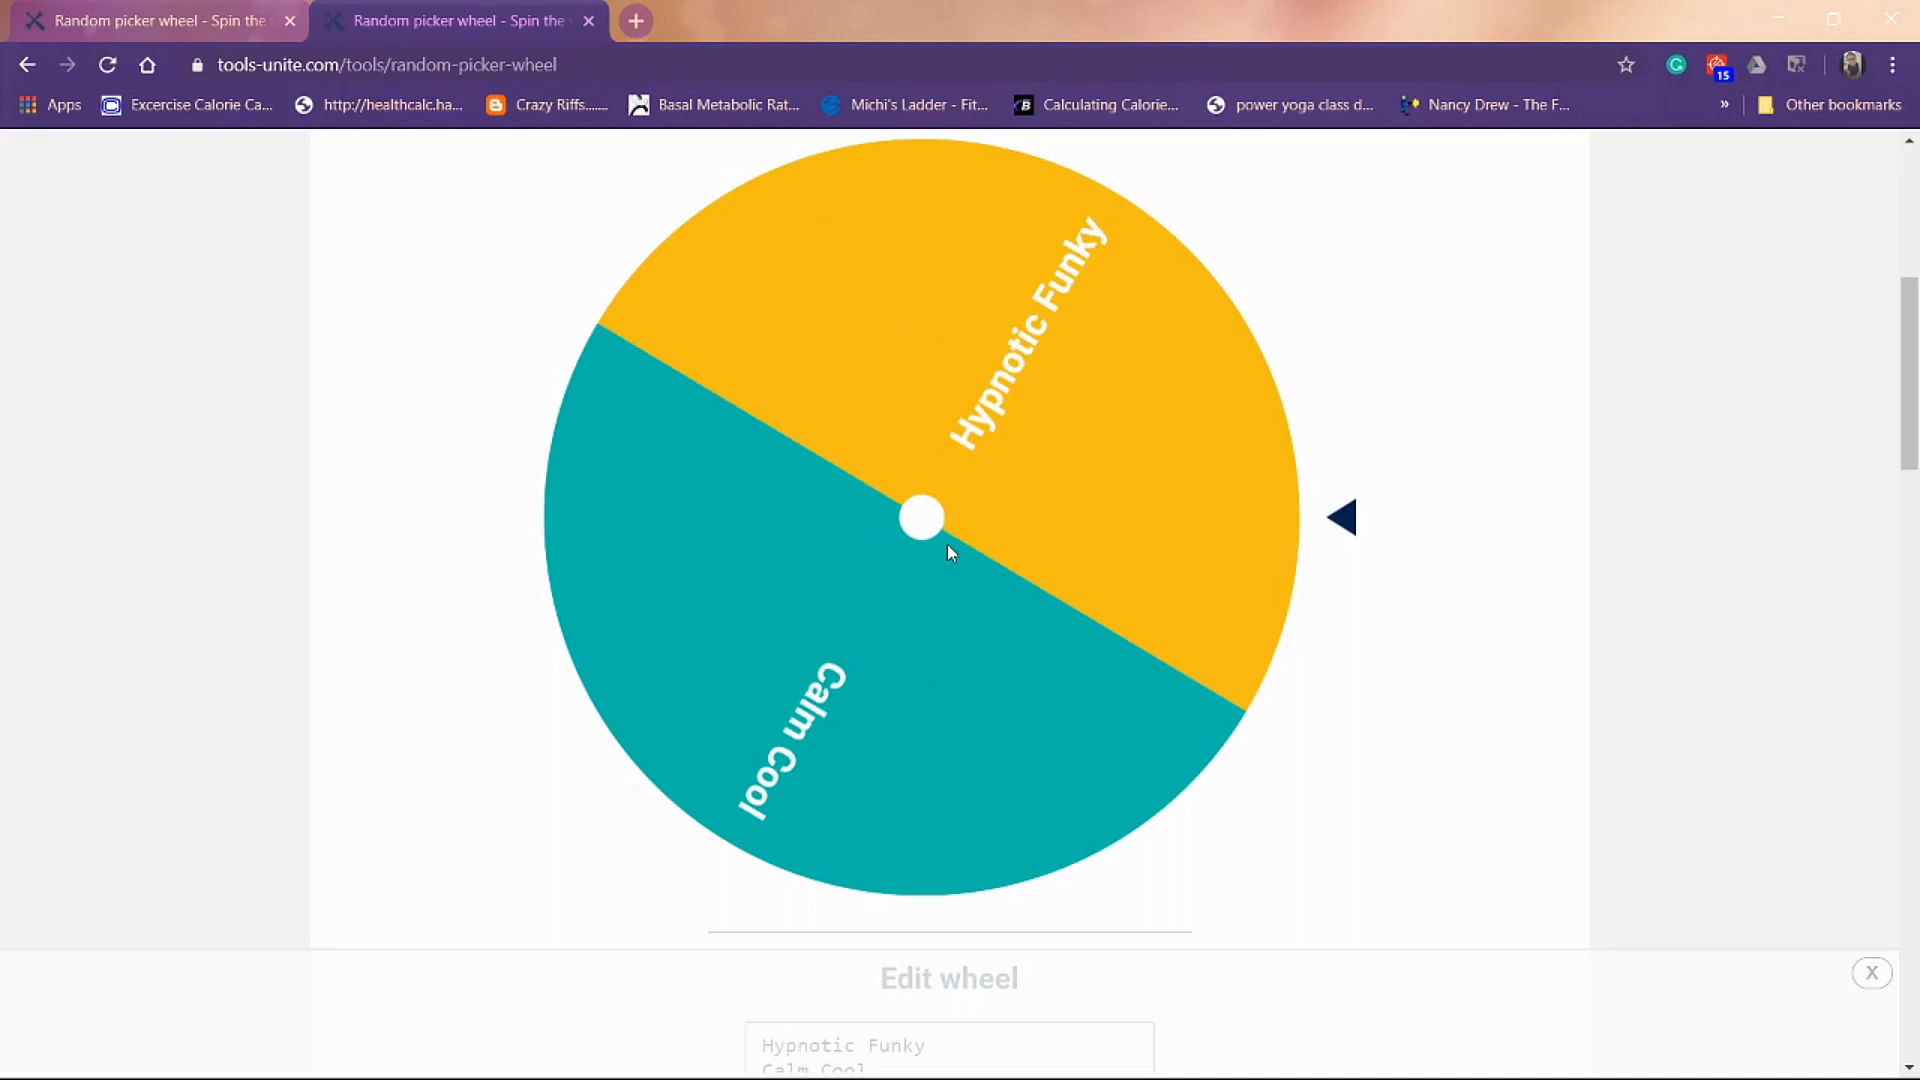 Random picker wheel - Spin the
Random picker wheel - Spin the
tools-unite.com/tools/random-picker-wheel
15
Apps
Excercise Calorie Ca...
http://healthcalc.ha...
Crazy Riffs.......
Basal Metabolic Rat...
Michi's Ladder - Fit...
Calculating Calorie...
power yoga class d...
Nancy Drew - The F...
»
Other bookmarks
Hypnotic Funky
Calm Cool
Edit wheel
X
Hypnotic Funky
Calm Cool